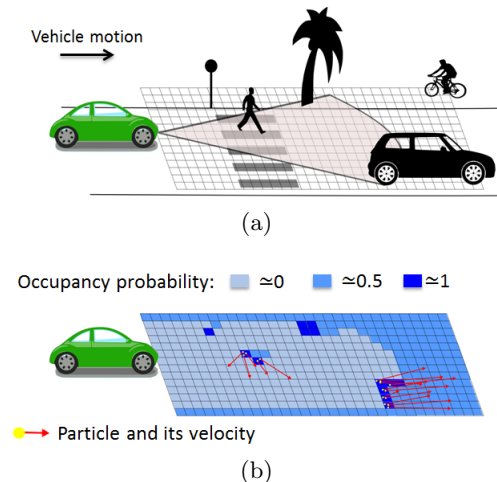 Vehicle motion
(a)
Occupancy probability: ≃0 ≃0.5 ≃1
Particle and its velocity
(b)